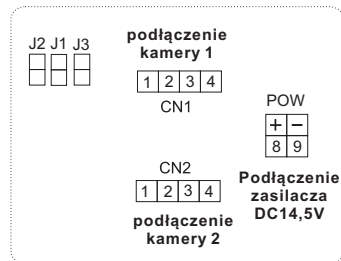 J2 J1 J3
podłączenie
kamery 1
1 2 3 4
CN1
POW
+ −
8 9
Podłączenie
zasilacza
DC14,5V
CN2
1 2 3 4
podłączenie
kamery 2